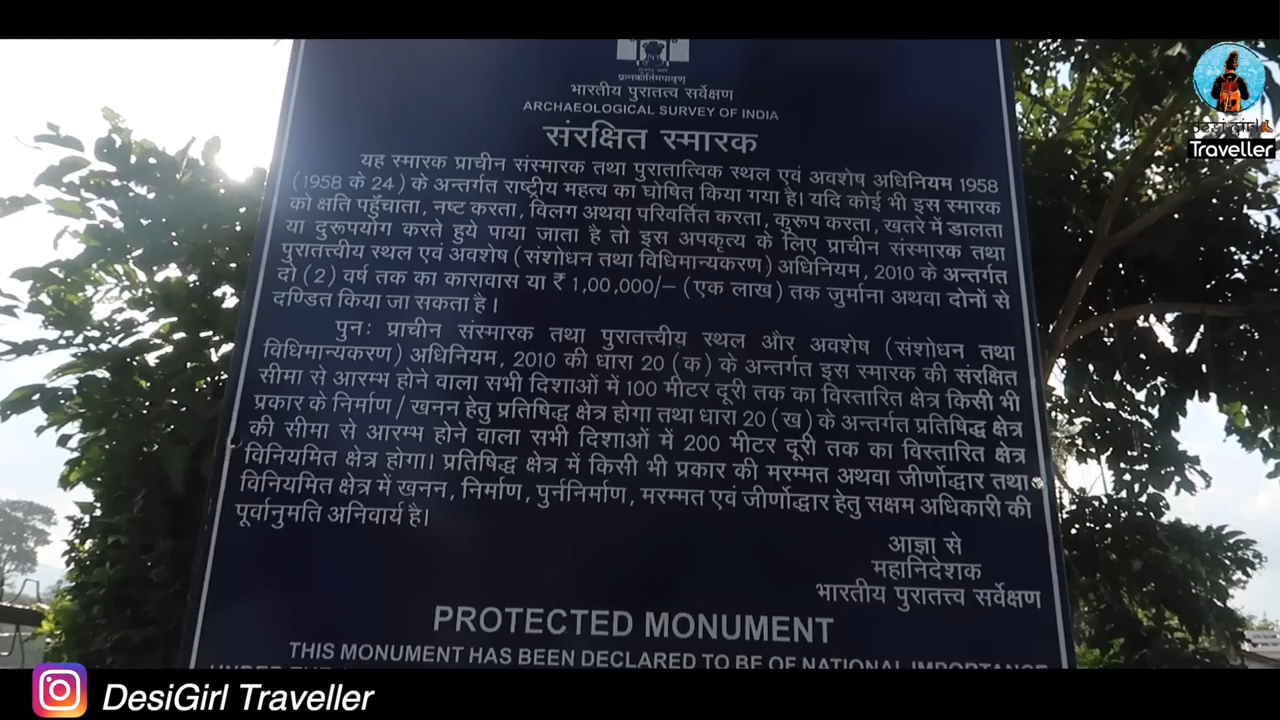 प्रत्नकीर्तिमपावृणु
भारतीय पुरातत्त्व सर्वेक्षण
ARCHAEOLOGICAL SURVEY OF INDIA
संरक्षित स्मारक
यह स्मारक प्राचीन संस्मारक तथा पुरातात्विक स्थल एवं अवशेष अधिनियम 1958
(1958 के 24) के अन्तर्गत राष्ट्रीय महत्व का घोषित किया गया है। यदि कोई भी इस स्मारक
को क्षति पहुँचाता, नष्ट करता, विलग अथवा परिवर्तित करता, कुरूप करता, खतरे में डालता
या दुरूपयोग करते हुये पाया जाता है तो इस अपकृत्य के लिए प्राचीन संस्मारक तथा
पुरातत्त्वीय स्थल एवं अवशेष (संशोधन तथा विधिमान्यकरण) अधिनियम, 2010 के अन्तर्गत
दो (2) वर्ष तक का कारावास या ₹ 1,00,000/– (एक लाख) तक जुर्माना अथवा दोनों से
दण्डित किया जा सकता है।
पुनः प्राचीन संस्मारक तथा पुरातत्त्वीय स्थल और अवशेष (संशोधन तथा
विधिमान्यकरण) अधिनियम, 2010 की धारा 20 (क) के अन्तर्गत इस स्मारक की संरक्षित
सीमा से आरम्भ होने वाला सभी दिशाओं में 100 मीटर दूरी तक का विस्तारित क्षेत्र किसी भी
प्रकार के निर्माण / खनन हेतु प्रतिषिद्ध क्षेत्र होगा तथा धारा 20 (ख) के अन्तर्गत प्रतिषिद्ध क्षेत्र
की सीमा से आरम्भ होने वाला सभी दिशाओं में 200 मीटर दूरी तक का विस्तारित क्षेत्र
विनियमित क्षेत्र होगा। प्रतिषिद्ध क्षेत्र में किसी भी प्रकार की मरम्मत अथवा जीर्णोद्धार तथा
विनियमित क्षेत्र में खनन, निर्माण, पुर्ननिर्माण, मरम्मत एवं जीर्णोद्धार हेतु सक्षम अधिकारी की
पूर्वानुमति अनिवार्य है।
आज्ञा से
महानिदेशक
भारतीय पुरातत्त्व सर्वेक्षण
PROTECTED MONUMENT
THIS MONUMENT HAS BEEN DECLARED TO BE OF NATIONAL IMPORTANCE
UNDER THE
desi girl
Traveller
DesiGirl Traveller